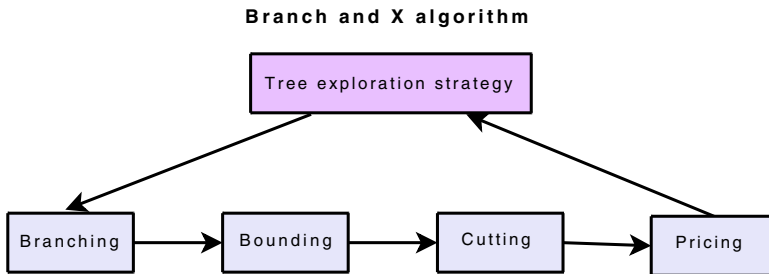 Branch and X algorithm
Tree exploration strategy
Branching
Bounding
Cutting
Pricing